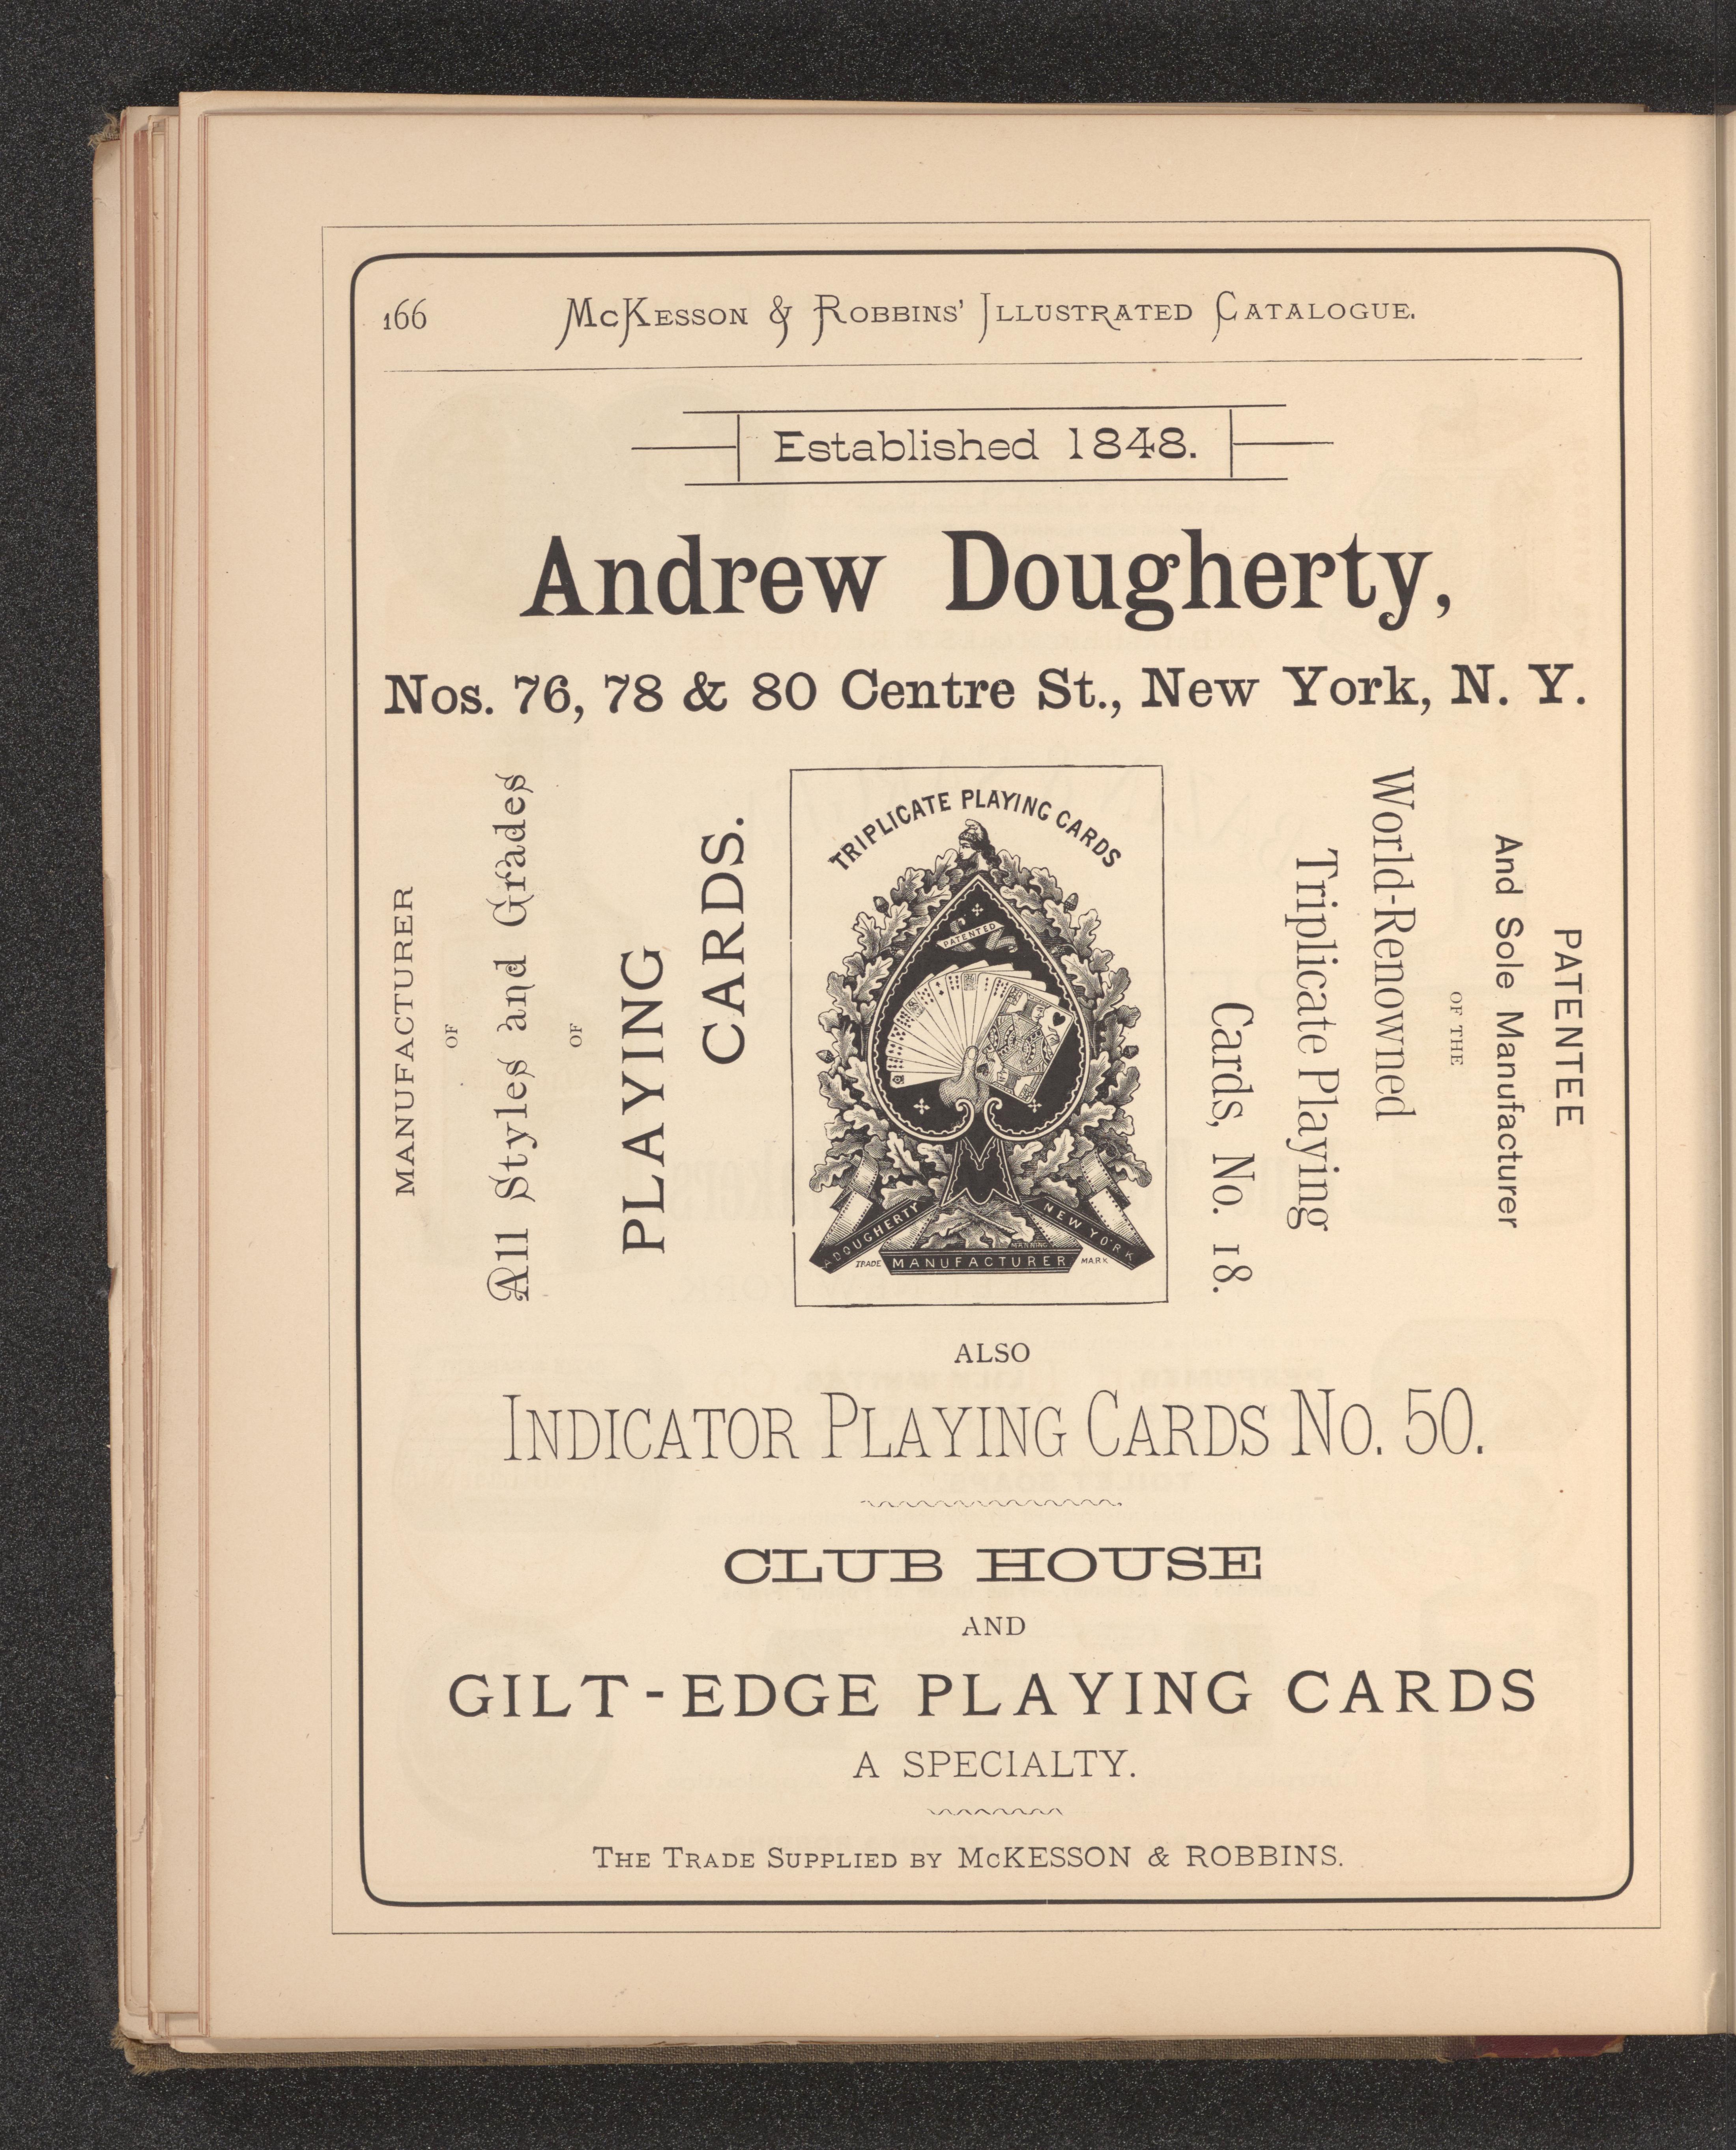 166 McKesson & Robbins' Illustrated Catalogue.
Established 1848.
Andrew Dougherty,
Nos. 76, 78 & 80 Centre St., New York, N. Y.
MANUFACTURER
OF
All Styles and Grades
OF
PLAYING
CARDS.
TRIPLICATE PLAYING CARDS
PATENTED
A DOUGHERTY
NEW YORK
TRADE
MANUFACTURER
MARK
PATENTEE
And Sole Manufacturer
OF THE
World-Renowned
Triplicate Playing
Cards, No. 18.
ALSO
INDICATOR PLAYING CARDS NO. 50.
CLUB HOUSE
AND
GILT-EDGE PLAYING CARDS
A SPECIALTY.
THE TRADE SUPPLIED BY McKESSON & ROBBINS.